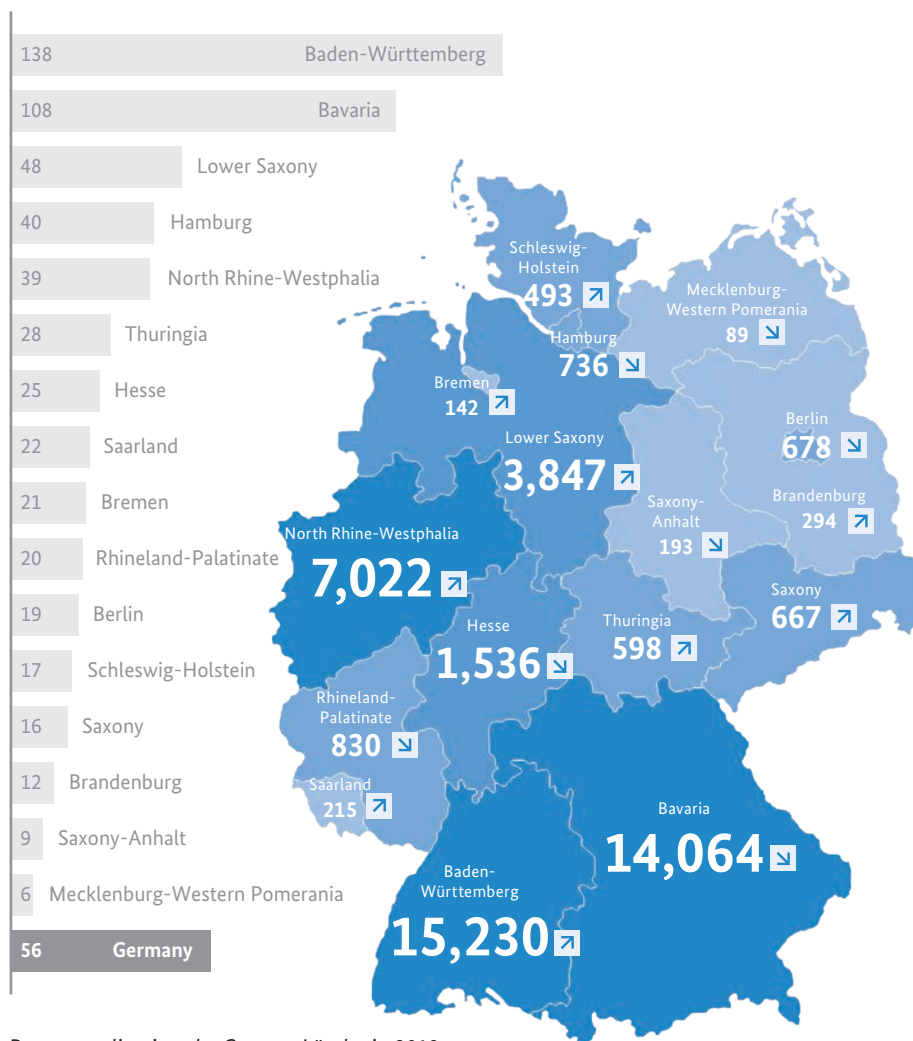 138 Baden-Württemberg
108 Bavaria
48 Lower Saxony
40 Hamburg
39 North Rhine-Westphalia
28 Thuringia
25 Hesse
22 Saarland
21 Bremen
20 Rhineland-Palatinate
19 Berlin
17 Schleswig-Holstein
16 Saxony
12 Brandenburg
9 Saxony-Anhalt
6 Mecklenburg-Western Pomerania
56 Germany
Schleswig-
Holstein
493
Mecklenburg-
Western Pomerania
89
Hamburg
736
Bremen
142
Lower Saxony
3,847
Berlin
678
Brandenburg
294
Saxony-
Anhalt
193
North Rhine-Westphalia
7,022
Saxony
667
Thuringia
598
Hesse
1,536
Rhineland-
Palatinate
830
Saarland
215
Bavaria
14,064
Baden-
Württemberg
15,230